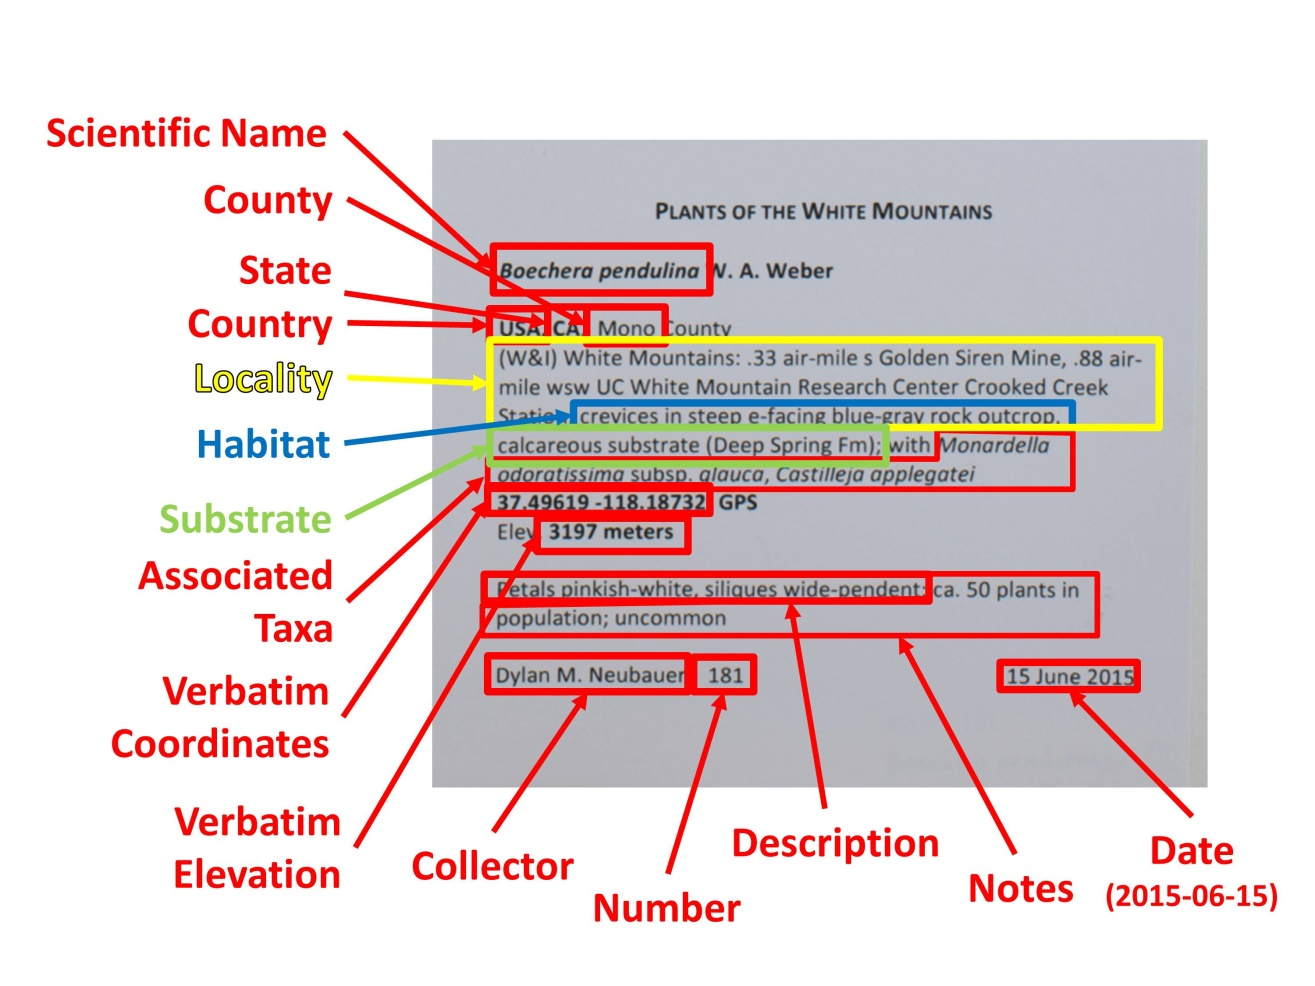 Scientific Name
County
State
Country
Locality
Habitat
Substrate
Associated
Taxa
Verbatim
Coordinates
Verbatim
Elevation
PLANTS OF THE WHITE MOUNTAINS
Boechera pendulina W. A. Weber
USA, CA, Mono County
(W&I) White Mountains: .33 air-mile s Golden Siren Mine, .88 air-
mile wsw UC White Mountain Research Center Crooked Creek
Station; crevices in steep e-facing blue-gray rock outcrop,
calcareous substrate (Deep Spring Fm); with Monardella
odoratissima subsp. glauca, Castilleja applegatei
37.49619 -118.18732 GPS
Elev. 3197 meters
Petals pinkish-white, siliques wide-pendent; ca. 50 plants in
population; uncommon
Dylan M. Neubauer 181 15 June 2015
Collector
Number
Description
Notes
Date
(2015-06-15)